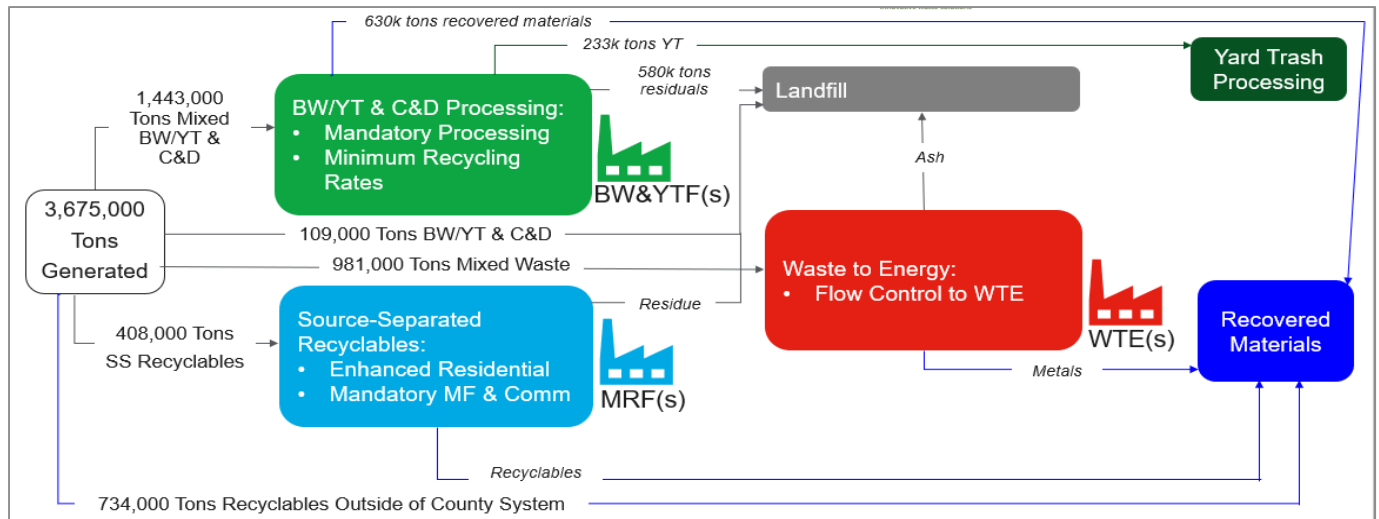 630k tons recovered materials
233k tons YT
Yard Trash
Processing
580k tons
residuals
Landfill
1,443,000
Tons Mixed
BW/YT &
C&D
BW/YT & C&D Processing:
• Mandatory Processing
• Minimum Recycling
Rates
BW&YTF(s)
Ash
3,675,000
Tons
Generated
109,000 Tons BW/YT & C&D
981,000 Tons Mixed Waste
Waste to Energy:
• Flow Control to WTE
WTE(s)
Residue
408,000 Tons
SS Recyclables
Source-Separated
Recyclables:
• Enhanced Residential
• Mandatory MF & Comm
MRF(s)
Metals
Recovered
Materials
Recyclables
734,000 Tons Recyclables Outside of County System